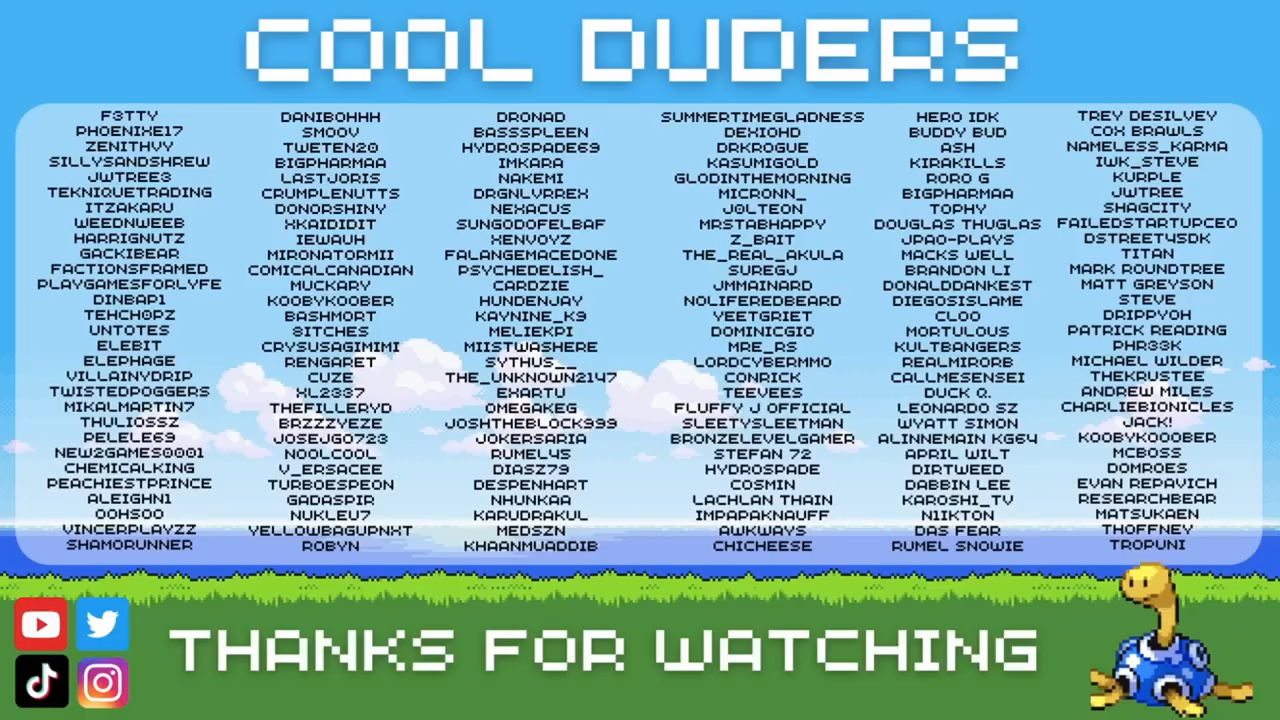 COOL DUDERS
F3TTY
PHOENIXE17
ZENITHVY
SILLYSANDSHREW
JWTREE3
TEKNIQUETRADING
ITZAKARU
WEEDNWEEB
HARRIGNUTZ
GACKIBEAR
FACTIONSFRAMED
PLAYGAMESFORLYFE
DINBAP1
TEHCH0PZ
UNTOTES
ELEBIT
ELEPHAGE
VILLAINYDRIP
TWISTEDPOGGERS
MIKALMARTIN7
THULIOSSZ
PELELE69
NEW2GAMES0001
CHEMICALKING
PEACHIESTPRINCE
ALEIGHN1
OOHSOO
VINCERPLAYZZ
SHAMORUNNER
DANIBOHHH
SMOOV
TWETEN20
BIGPHARMAA
LASTJORIS
CRUMPLENUTTS
DONORSHINY
XKAIDIDIT
IEWAUH
MIRONATORMII
COMICALCANADIAN
MUCKARY
KOOBYKOOBER
BASHMORT
8ITCHES
CRYSUSAGIMIMI
RENGARET
CUZE
XL2337
THEFILLERYD
BRZZZYEZE
JOSEJGO723
NOOLCOOL
V_ERSACEE
TURBOESPEON
GADASPIR
NUKLEU7
YELLOWBAGUPNXT
ROBYN
DRONAD
BASSSPLEEN
HYDROSPADE69
IMKARA
NAKEMI
DRGNLVRREX
NEXACUS
SUNGODOFELBAF
XENVOYZ
FALANGEMACEDONE
PSYCHEDELISH_
CARDZIE
HUNDENJAY
KAYNINE_K9
MELIEKPI
MIISTWASHERE
SYTHUS__
THE_UNKNOWN2147
EXARTU
OMEGAKEG
JOSHTHEBLOCK999
JOKERSARIA
RUMEL45
DIASZ79
DESPENHART
NHUNKAA
KARUDRAKUL
MEDSZN
KHAANMUADDIB
SUMMERTIMEGLADNESS
DEXIOHD
DRKROGUE
KASUMIGOLD
GLODINTHEMORNING
MICRONN_
J0LTEON
MRSTABHAPPY
Z_BAIT
THE_REAL_AKULA
SUREGJ
JMMAINARD
NOLIFEREDBEARD
YEETGRIET
DOMINICGIO
MRE_RS
LORDCYBERMMO
CONRICK
TEEVEES
FLUFFY J OFFICIAL
SLEETYSLEETMAN
BRONZELEVELGAMER
STEFAN 72
HYDROSPADE
COSMIN
LACHLAN THAIN
IMPAPAKNAUFF
AWKWAYS
CHICHEESE
HERO IDK
BUDDY BUD
ASH
KIRAKILLS
RORO G
BIGPHARMAA
TOPHY
DOUGLAS THUGLAS
JPAO-PLAYS
MACKS WELL
BRANDON LI
DONALDDANKEST
DIEGOSISLAME
CLOO
MORTULOUS
KULTBANGERS
REALMIRORB
CALLMESENSEI
DUCK Q.
LEONARDO SZ
WYATT SIMON
ALINNEMAIN KG64
APRIL WILT
DIRTWEED
DABBIN LEE
KAROSHI_TV
N1IKTON
DAS FEAR
RUMEL SNOWIE
TREY DESILVEY
COX BRAWLS
NAMELESS_KARMA
IWK_STEVE
KURPLE
JWTREE
SHAGCITY
FAILEDSTARTUPCEO
DSTREET4SDK
TITAN
MARK ROUNDTREE
MATT GREYSON
STEVE
DRIPPYOH
PATRICK READING
PHR33K
MICHAEL WILDER
THEKRUSTEE
ANDREW MILES
CHARLIEBIONICLES
JACK!
KOOBYKOOOBER
MCBOSS
DOMROES
EVAN REPAVICH
RESEARCHBEAR
MATSUKAEN
THOFFNEY
TROPUNI
THANKS FOR WATCHING